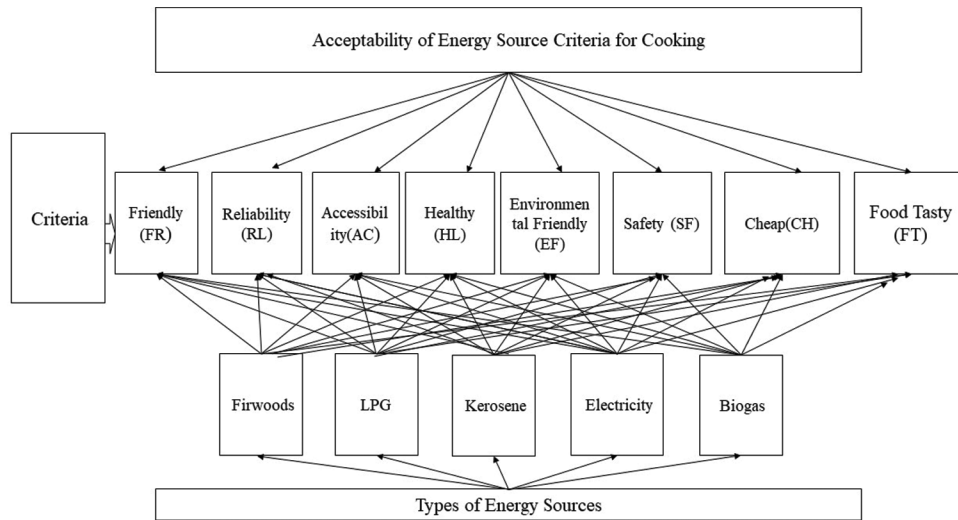 Acceptability of Energy Source Criteria for Cooking
Criteria
Friendly
(FR)
Reliability
(RL)
Accessibil
ity(AC)
Healthy
(HL)
Environmen
tal Friendly
(EF)
Safety (SF)
Cheap(CH)
Food Tasty
(FT)
Firwoods
LPG
Kerosene
Electricity
Biogas
Types of Energy Sources